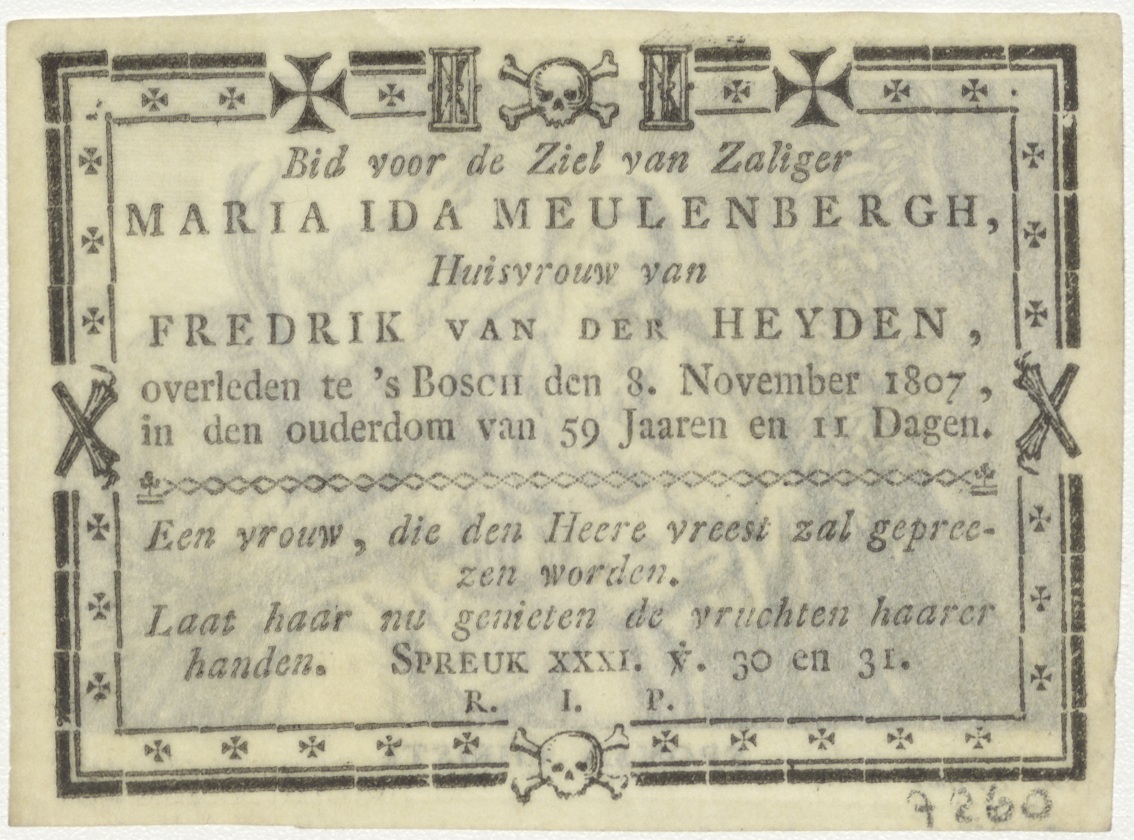 Bid voor de Ziel van Zaliger
MARIA IDA MEULENBERGH,
Huisvrouw van
FREDRIK VAN DER HEYDEN,
overleden te 's Bosch den 8. November 1807,
in den ouderdom van 59 Jaaren en 11 Dagen.
Een vrouw, die den Heere vreest zal gepree-
zen worden.
Laat haar nu genieten de vruchten haarer
handen. SPREUK XXXI. ℣. 30 en 31.
R. I. P.
7260